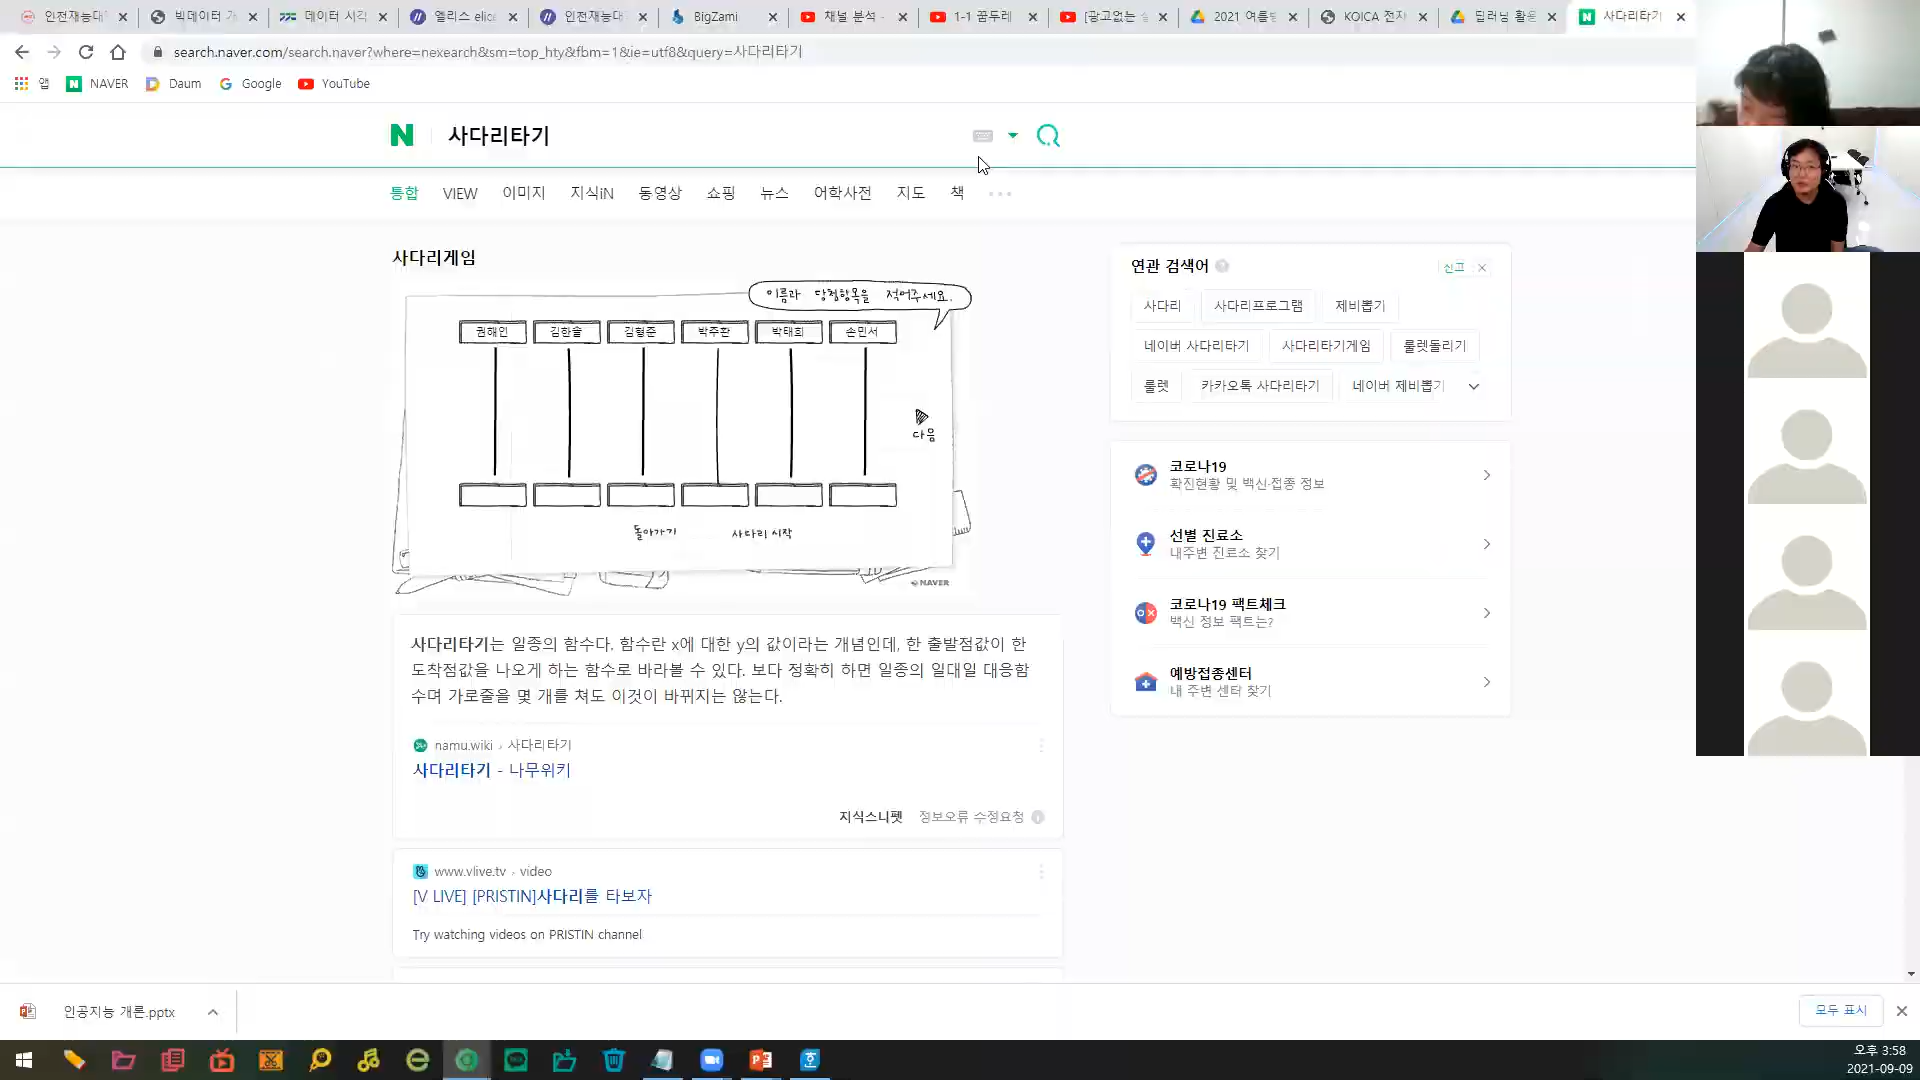 인전재능대
빅데이터 기
데이터 시각
엘리스 elice
인전재능대
BigZami
채널 분석 -
1-1 꿈두레
[광고없는
2021 여름
KOICA 전자
딥러닝 활용
사다리타기
search.naver.com/search.naver?where=nexearch&sm=top_hty&fbm=1&ie=utf8&query=사다리타기
앱 NAVER Daum Google YouTube
N 사다리타기
통합 VIEW 이미지 지식iN 동영상 쇼핑 뉴스 어학사전 지도 책
사다리게임
이름과 당첨항목을 적어주세요.
권해인 김한솔 김형준 박주환 박태희 손민서
다음
돌아가기 사다리 시작
NAVER
사다리타기는 일종의 함수다. 함수란 x에 대한 y의 값이라는 개념인데, 한 출발점값이 한
도착점값을 나오게 하는 함수로 바라볼 수 있다. 보다 정확히 하면 일종의 일대일 대응함
수며 가로줄을 몇 개를 쳐도 이것이 바뀌지는 않는다.
namu.wiki › 사다리타기
사다리타기 - 나무위키
지식스니펫 정보오류 수정요청
www.vlive.tv › video
[V LIVE] [PRISTIN]사다리를 타보자
Try watching videos on PRISTIN channel
연관 검색어 신고
사다리 사다리프로그램 제비뽑기
네이버 사다리타기 사다리타기게임 룰렛돌리기
룰렛 카카오톡 사다리타기 네이버 제비뽑기
코로나19
확진현황 및 백신·접종 정보
선별 진료소
내주변 진료소 찾기
코로나19 팩트체크
백신 정보 팩트는?
예방접종센터
내 주변 센터 찾기
인공지능 개론.pptx
모두 표시
오후 3:58
2021-09-09